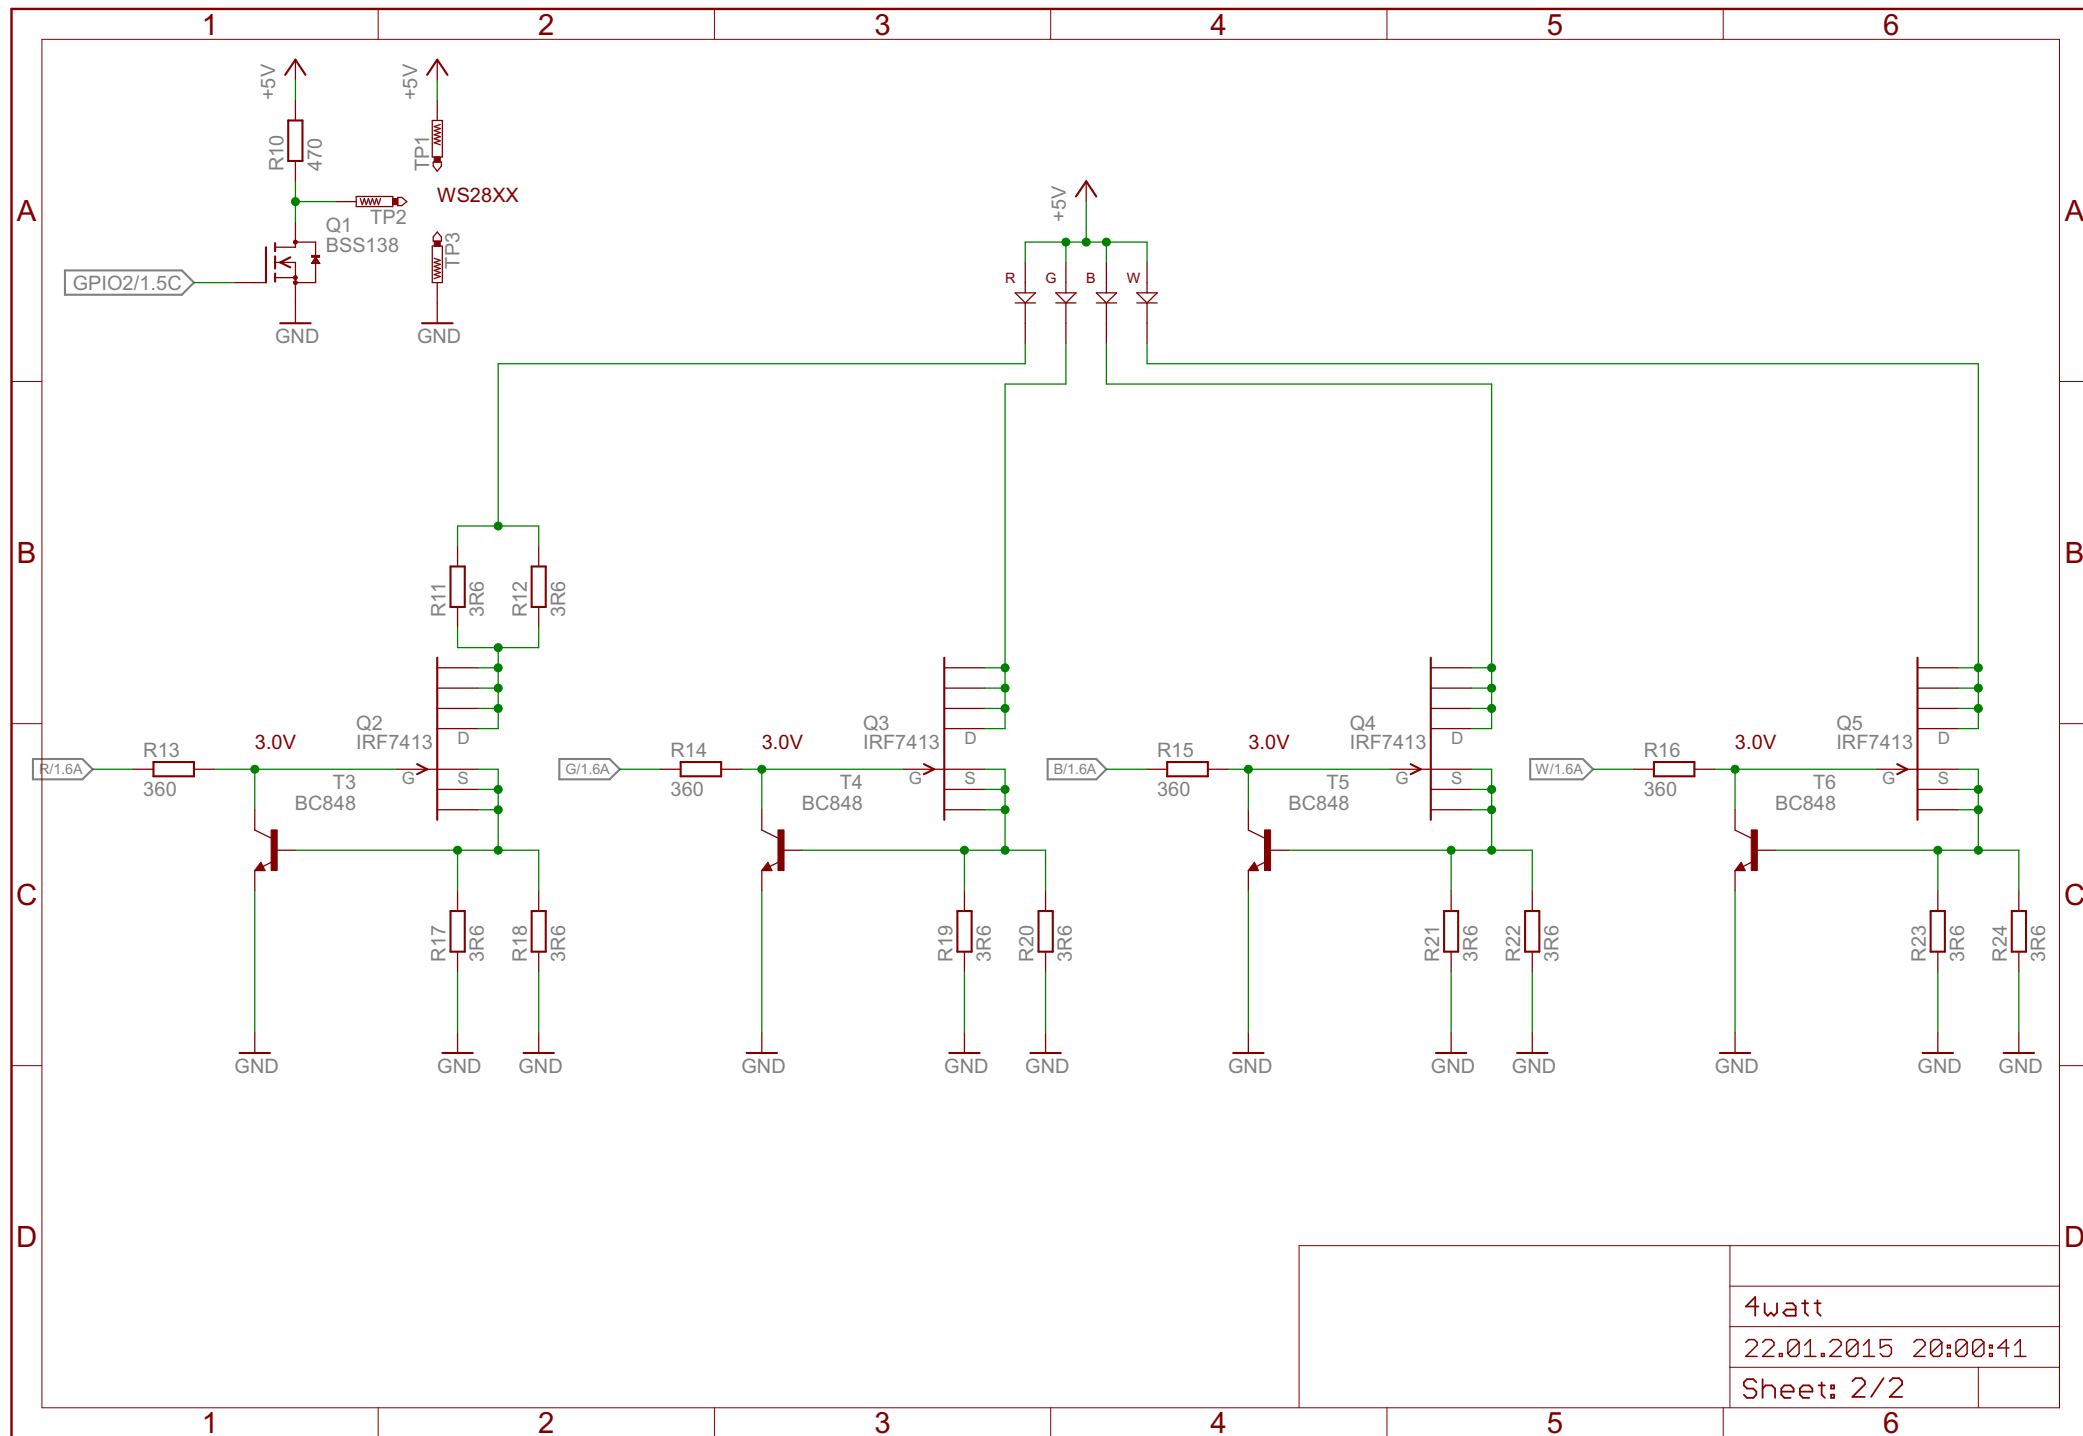 1 2 3 4 5 6
A A
B B
C C
D D
+5V
+5V
R10
470
TP1
WS28XX
TP2
Q1
BSS138
TP3
GPIO2/1.5C
GND
GND
+5V
R G B W
R11
3R6
R12
3R6
R/1.6A
R13
360
3.0V
Q2
IRF7413
D
G
S
T3
BC848
R17
3R6
R18
3R6
GND
GND
GND
G/1.6A
R14
360
3.0V
Q3
IRF7413
D
G
S
T4
BC848
R19
3R6
R20
3R6
GND
GND
GND
B/1.6A
R15
360
3.0V
Q4
IRF7413
D
G
S
T5
BC848
R21
3R6
R22
3R6
GND
GND
GND
W/1.6A
R16
360
3.0V
Q5
IRF7413
D
G
S
T6
BC848
R23
3R6
R24
3R6
GND
GND
GND
4watt
22.01.2015 20:00:41
Sheet: 2/2
1 2 3 4 5 6